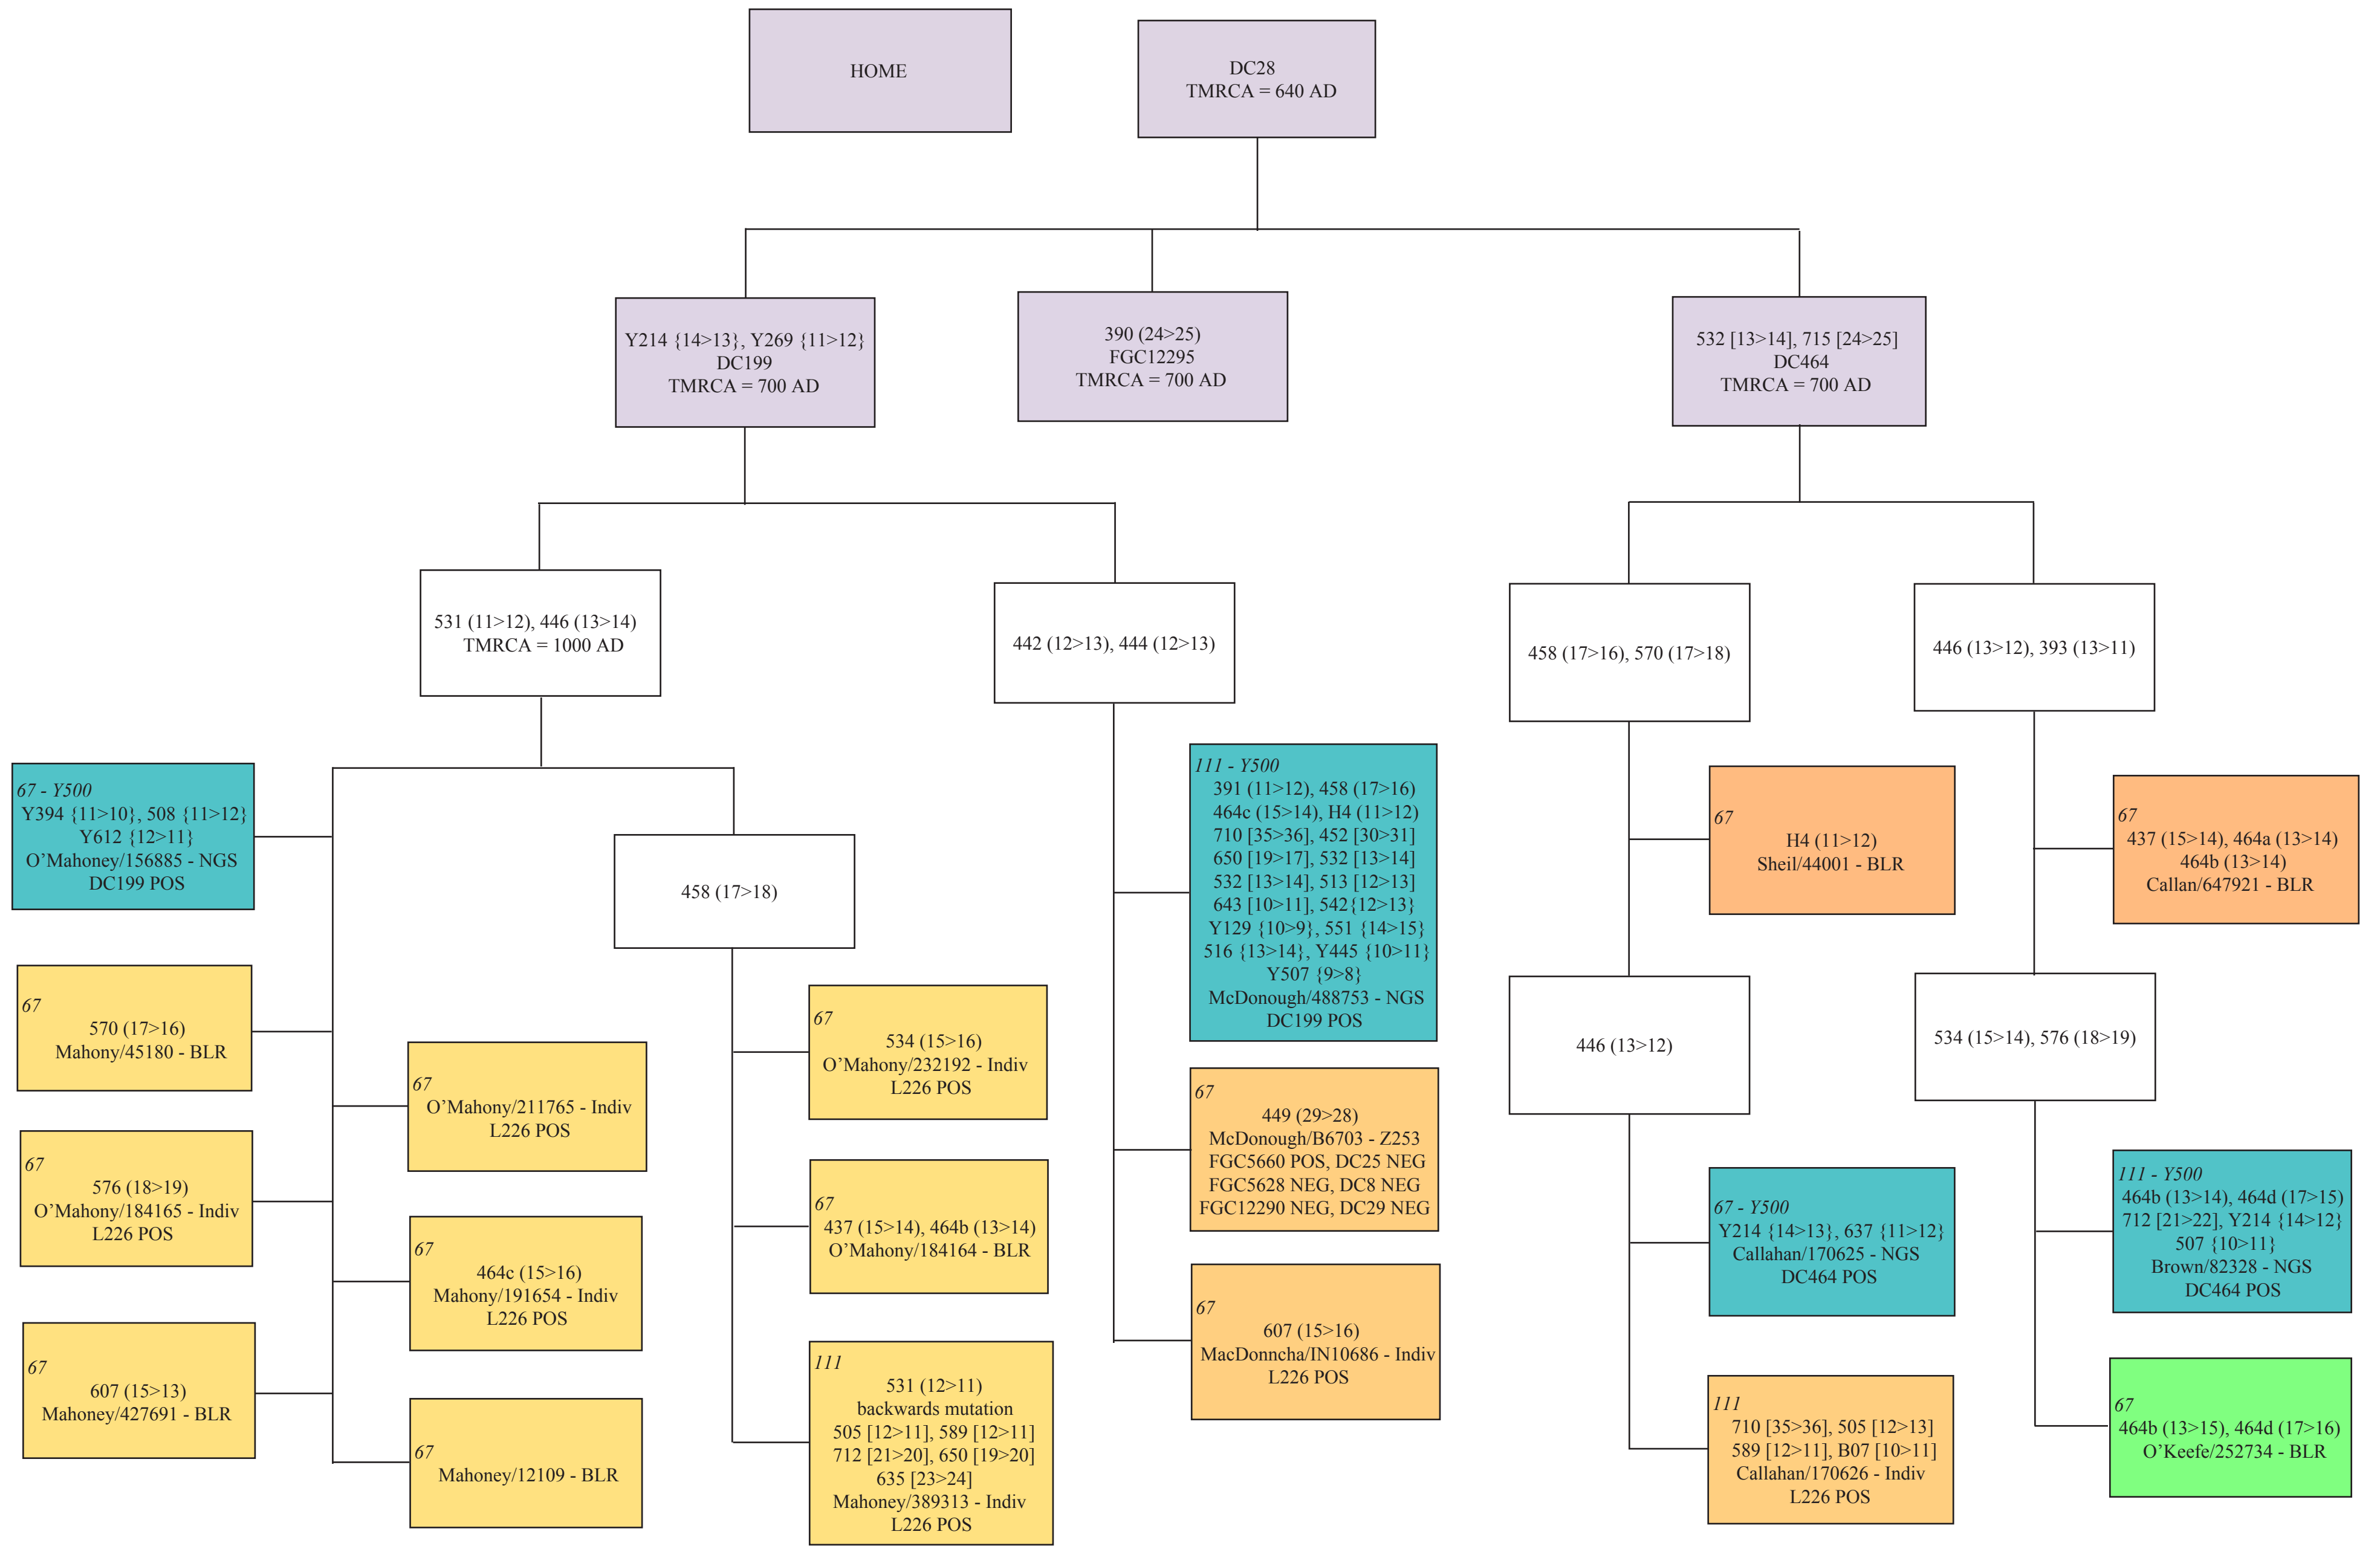 HOME
DC28
TMRCA = 640 AD
Y214 {14>13}, Y269 {11>12}
DC199
TMRCA = 700 AD
390 (24>25)
FGC12295
TMRCA = 700 AD
532 [13>14], 715 [24>25]
DC464
TMRCA = 700 AD
531 (11>12), 446 (13>14)
TMRCA = 1000 AD
442 (12>13), 444 (12>13)
458 (17>16), 570 (17>18)
446 (13>12), 393 (13>11)
67 - Y500
Y394 {11>10}, 508 {11>12}
Y612 {12>11}
O’Mahoney/156885 - NGS
DC199 POS
67
570 (17>16)
Mahony/45180 - BLR
67
576 (18>19)
O’Mahony/184165 - Indiv
L226 POS
67
607 (15>13)
Mahoney/427691 - BLR
67
O’Mahony/211765 - Indiv
L226 POS
67
464c (15>16)
Mahony/191654 - Indiv
L226 POS
67
Mahoney/12109 - BLR
458 (17>18)
67
534 (15>16)
O’Mahony/232192 - Indiv
L226 POS
67
437 (15>14), 464b (13>14)
O’Mahony/184164 - BLR
111
531 (12>11)
backwards mutation
505 [12>11], 589 [12>11]
712 [21>20], 650 [19>20]
635 [23>24]
Mahoney/389313 - Indiv
L226 POS
111 - Y500
391 (11>12), 458 (17>16)
464c (15>14), H4 (11>12)
710 [35>36], 452 [30>31]
650 [19>17], 532 [13>14]
532 [13>14], 513 [12>13]
643 [10>11], 542{12>13}
Y129 {10>9}, 551 {14>15}
516 {13>14}, Y445 {10>11}
Y507 {9>8}
McDonough/488753 - NGS
DC199 POS
67
449 (29>28)
McDonough/B6703 - Z253
FGC5660 POS, DC25 NEG
FGC5628 NEG, DC8 NEG
FGC12290 NEG, DC29 NEG
67
607 (15>16)
MacDonncha/IN10686 - Indiv
L226 POS
67
H4 (11>12)
Sheil/44001 - BLR
446 (13>12)
67 - Y500
Y214 {14>13}, 637 {11>12}
Callahan/170625 - NGS
DC464 POS
111
710 [35>36], 505 [12>13]
589 [12>11], B07 [10>11]
Callahan/170626 - Indiv
L226 POS
67
437 (15>14), 464a (13>14)
464b (13>14)
Callan/647921 - BLR
534 (15>14), 576 (18>19)
111 - Y500
464b (13>14), 464d (17>15)
712 [21>22], Y214 {14>12}
507 {10>11}
Brown/82328 - NGS
DC464 POS
67
464b (13>15), 464d (17>16)
O’Keefe/252734 - BLR